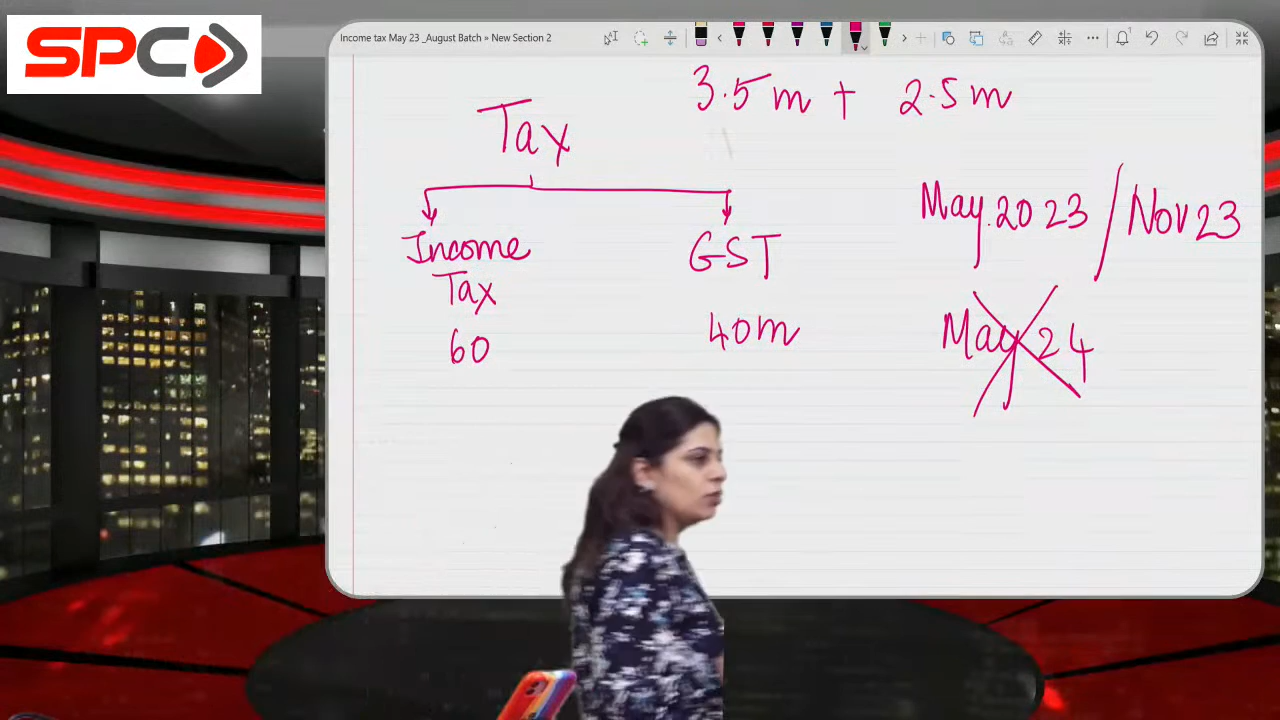 SPC
Income tax May 23 _August Batch » New Section 2
3.5 m + 2.5 m
Tax
May.2023 / Nov 23
Income Tax
GST
60
40m
May 24